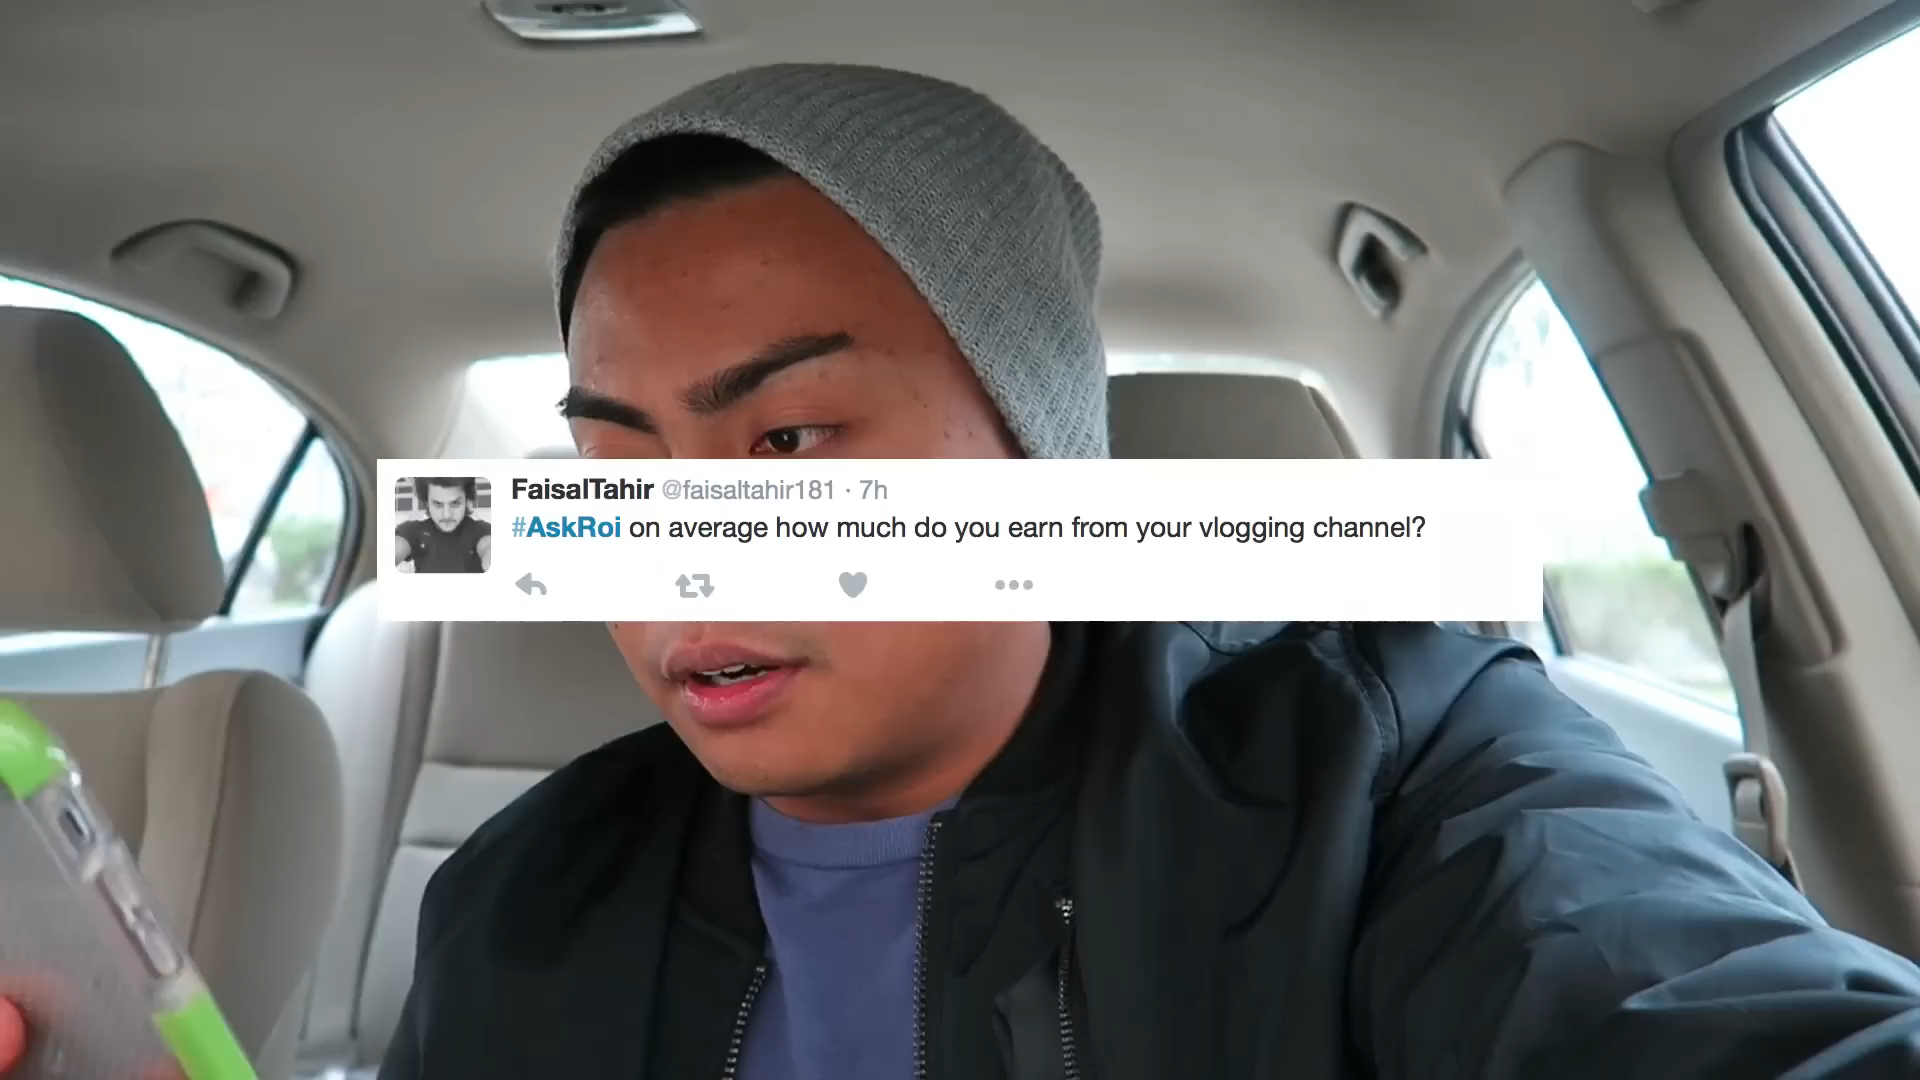 FaisalTahir @faisaltahir181 · 7h
#AskRoi on average how much do you earn from your vlogging channel?